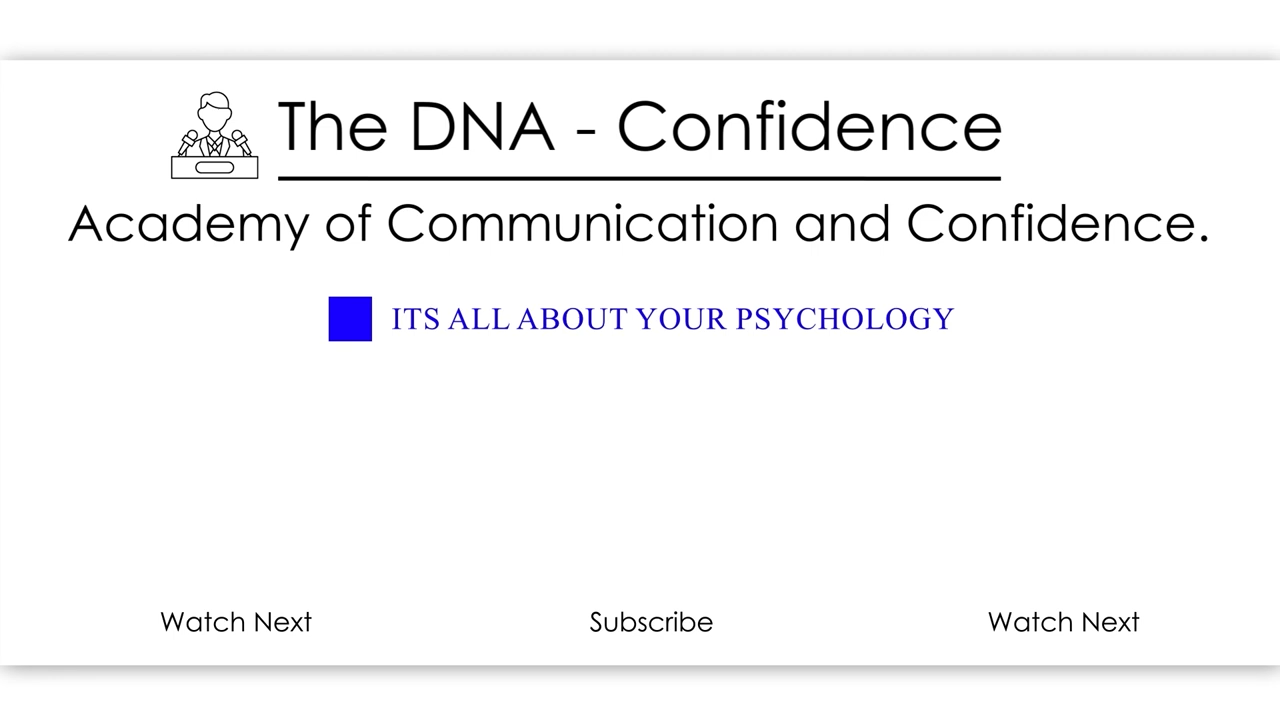 The DNA - Confidence
Academy of Communication and Confidence.
ITS ALL ABOUT YOUR PSYCHOLOGY
Watch Next
Subscribe
Watch Next